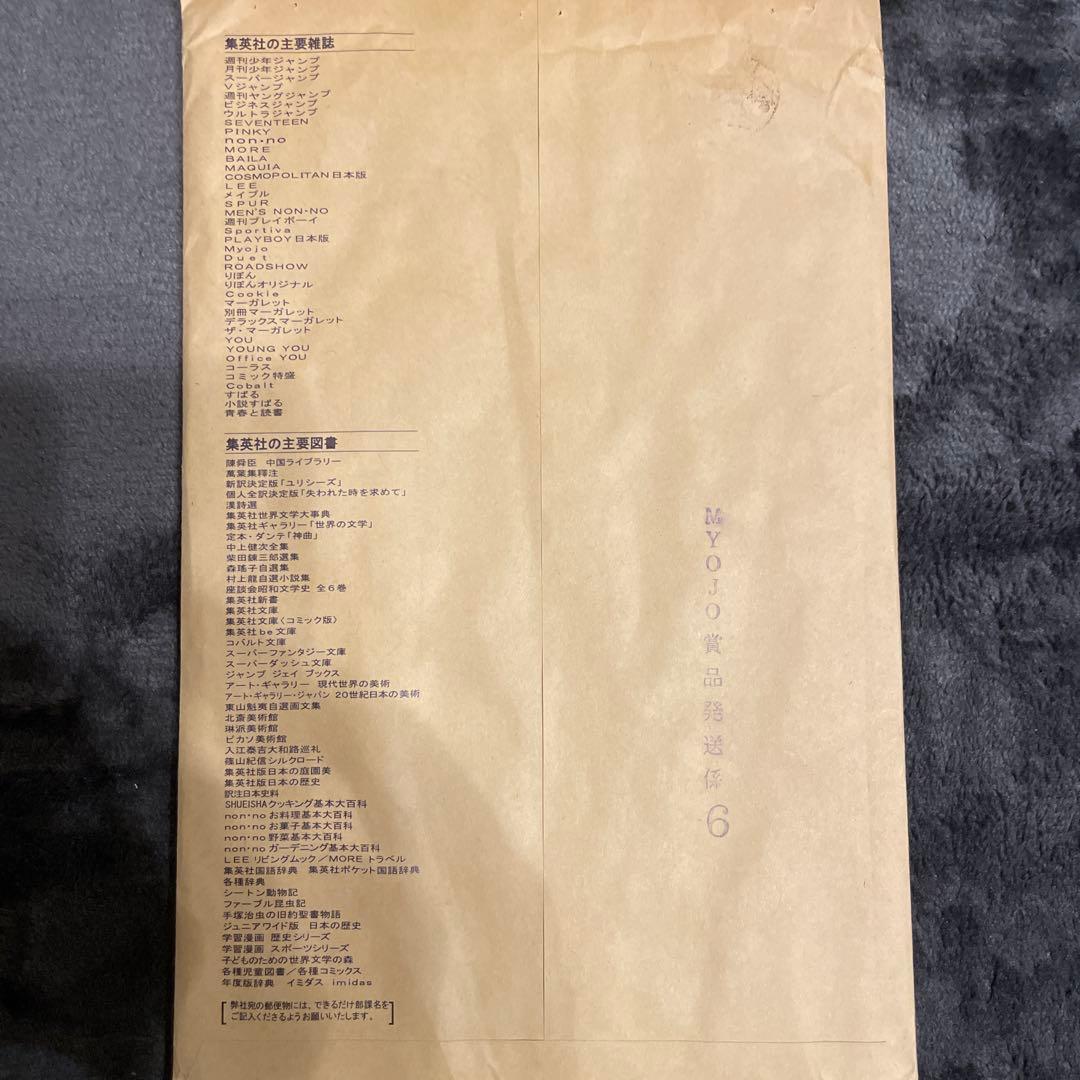 集英社の主要雑誌
週刊少年ジャンプ
月刊少年ジャンプ
スーパージャンプ
Vジャンプ
週刊ヤングジャンプ
ビジネスジャンプ
ウルトラジャンプ
SEVENTEEN
PINKY
non・no
MORE
BAILA
MAQUIA
COSMOPOLITAN日本版
LEE
メイプル
SPUR
MEN'S NON・NO
週刊プレイボーイ
Sportiva
PLAYBOY日本版
Myojo
Duet
ROADSHOW
りぼん
りぼんオリジナル
Cookie
マーガレット
別冊マーガレット
デラックスマーガレット
ザ・マーガレット
YOU
YOUNG YOU
Office YOU
コーラス
コミック特盛
Cobalt
すばる
小説すばる
青春と読書
集英社の主要図書
陳舜臣 中国ライブラリー
萬葉集釋注
新訳決定版「ユリシーズ」
個人全訳決定版「失われた時を求めて」
漢詩選
集英社世界文学大事典
集英社ギャラリー「世界の文学」
定本・ダンテ「神曲」
中上健次全集
柴田錬三郎選集
森瑤子自選集
村上龍自選小説集
座談会昭和文学史 全6巻
集英社新書
集英社文庫
集英社文庫〈コミック版〉
集英社be文庫
コバルト文庫
スーパーファンタジー文庫
スーパーダッシュ文庫
ジャンプ ジェイ ブックス
アート・ギャラリー 現代世界の美術
アート・ギャラリー・ジャパン 20世紀日本の美術
東山魁夷自選画文集
北斎美術館
琳派美術館
ピカソ美術館
入江泰吉大和路巡礼
篠山紀信シルクロード
集英社版日本の庭園美
集英社版日本の歴史
訳注日本史料
SHUEISHAクッキング基本大百科
non・noお料理基本大百科
non・noお菓子基本大百科
non・no野菜基本大百科
non・noガーデニング基本大百科
LEE リビングムック／MORE トラベル
集英社国語辞典 集英社ポケット国語辞典
各種辞典
シートン動物記
ファーブル昆虫記
手塚治虫の旧約聖書物語
ジュニアワイド版 日本の歴史
学習漫画 歴史シリーズ
学習漫画 スポーツシリーズ
子どものための世界文学の森
各種児童図書／各種コミックス
年度版辞典 イミダス imidas
弊社宛の郵便物には、できるだけ部課名を
ご記入くださるようお願いいたします。
MYOJO賞品発送係6